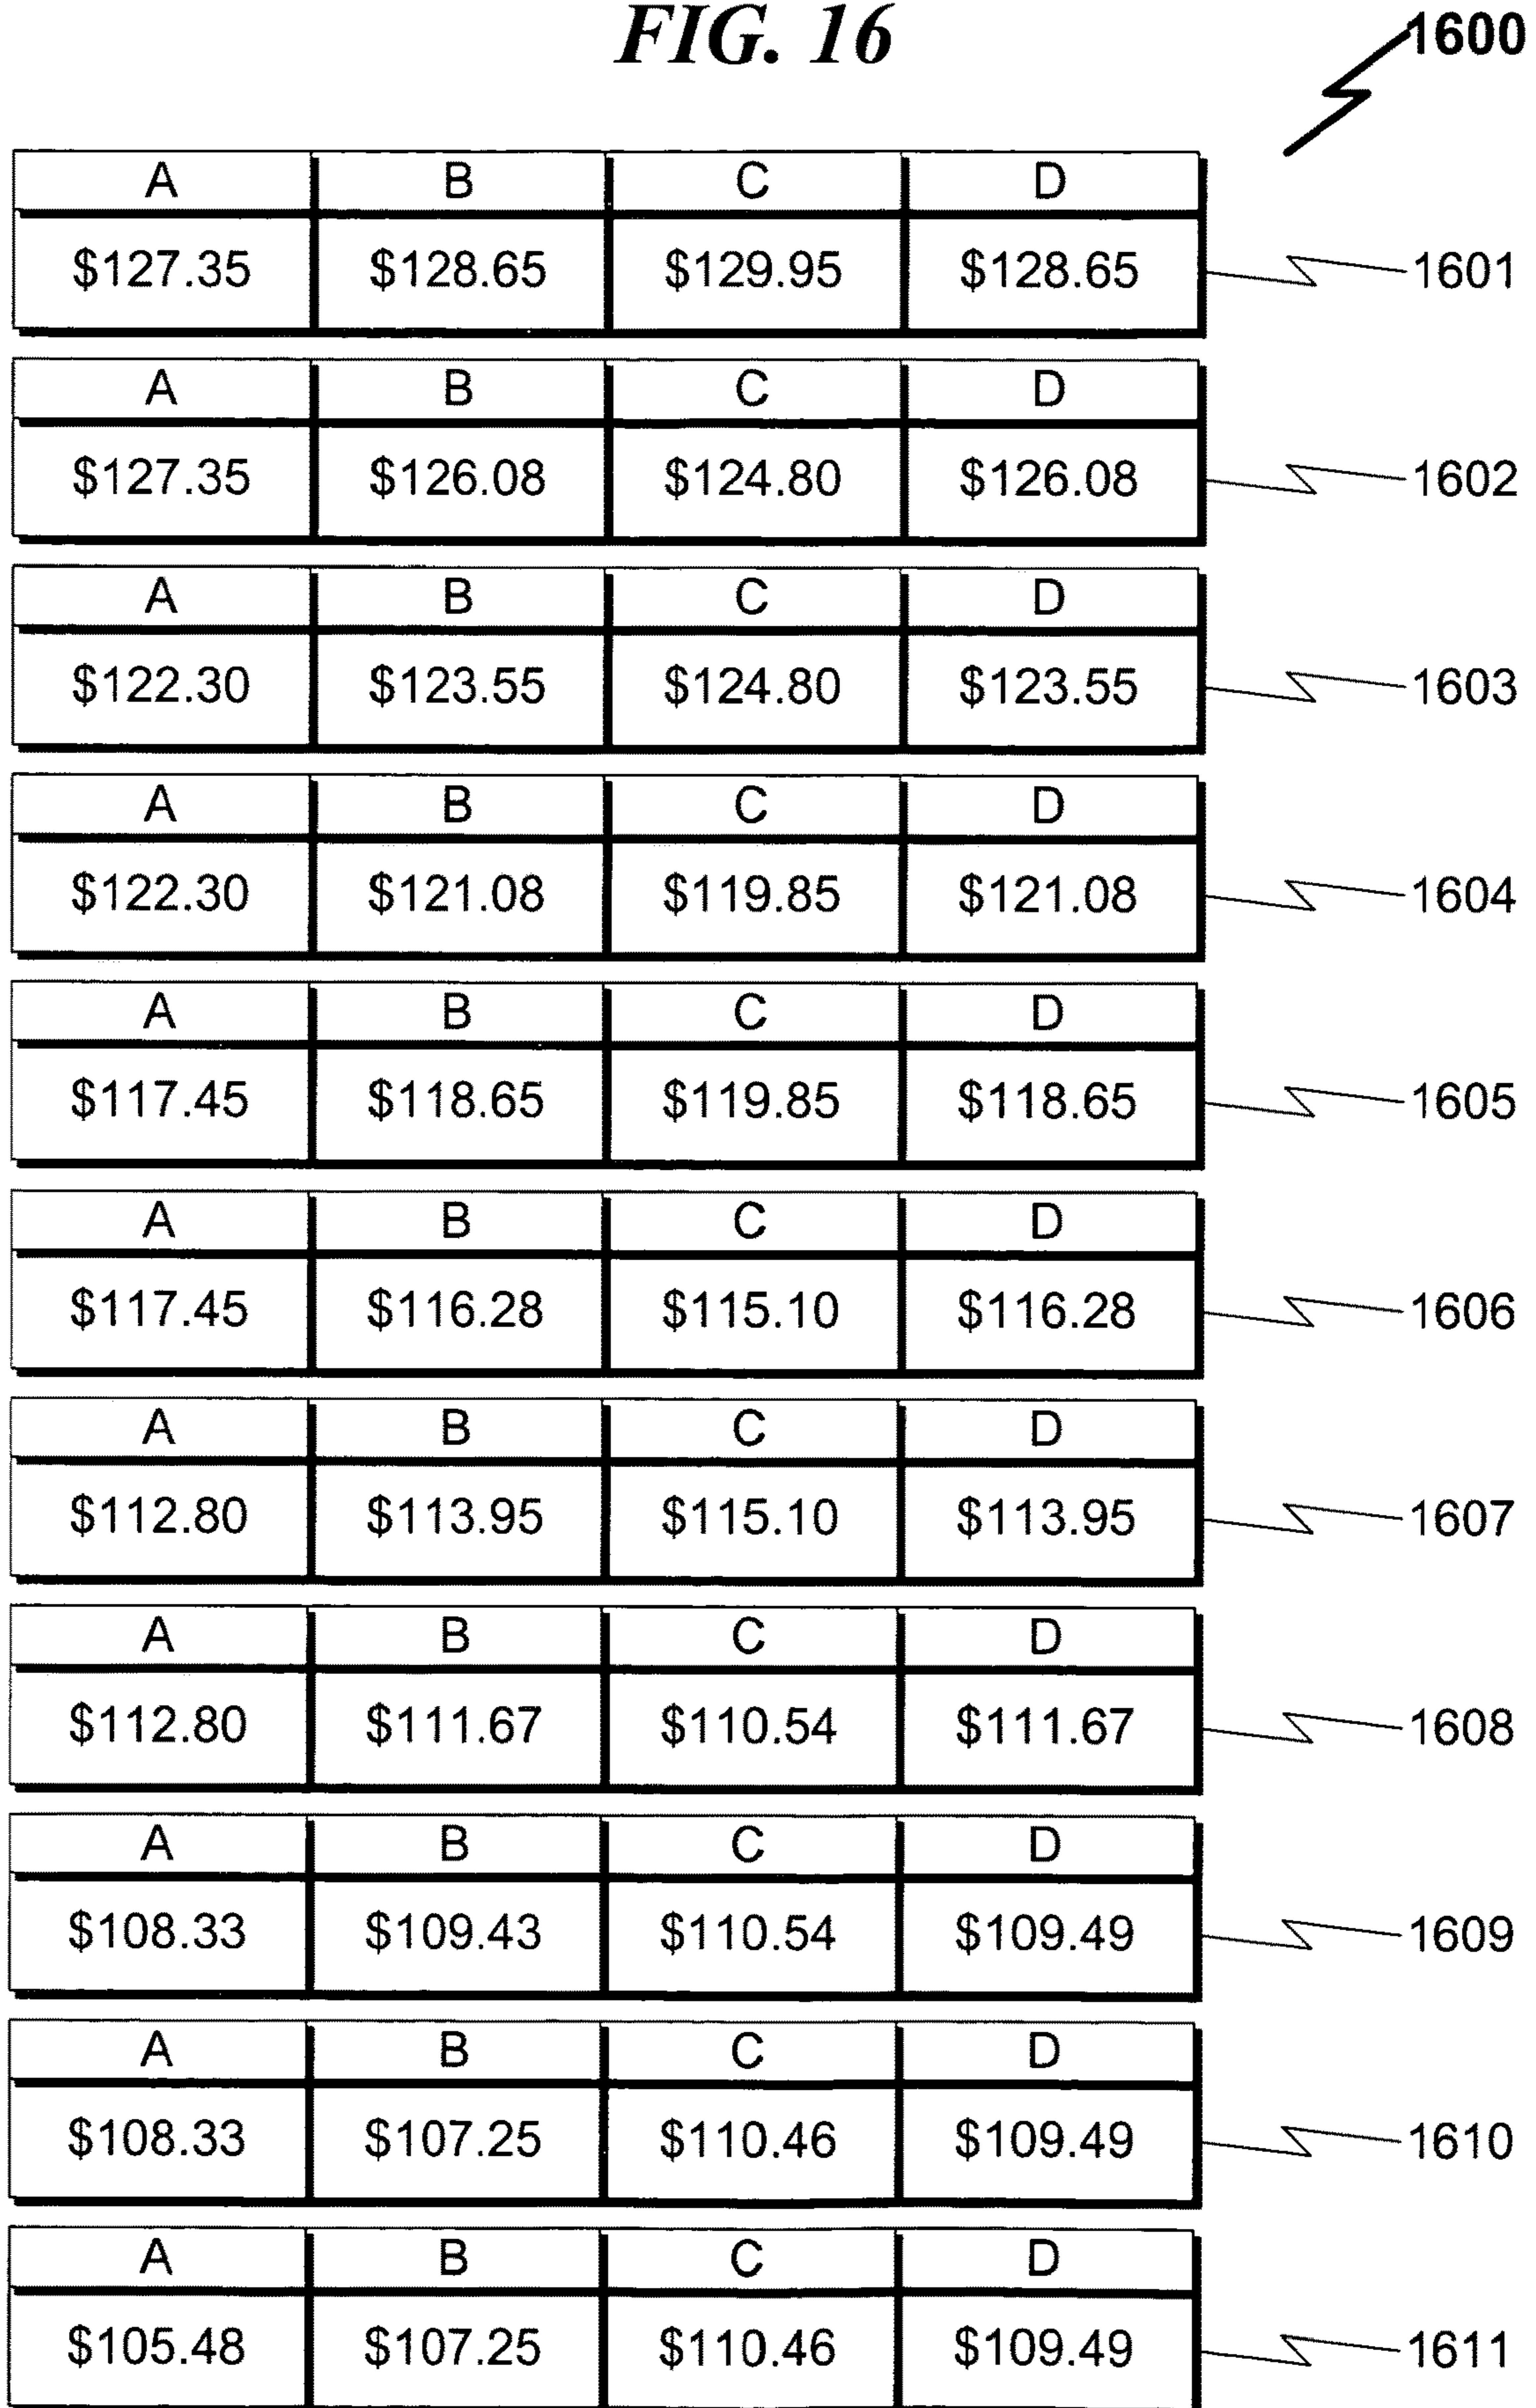 FIG. 16
1600
A B C D
$127.35 $128.65 $129.95 $128.65 1601
A B C D
$127.35 $126.08 $124.80 $126.08 1602
A B C D
$122.30 $123.55 $124.80 $123.55 1603
A B C D
$122.30 $121.08 $119.85 $121.08 1604
A B C D
$117.45 $118.65 $119.85 $118.65 1605
A B C D
$117.45 $116.28 $115.10 $116.28 1606
A B C D
$112.80 $113.95 $115.10 $113.95 1607
A B C D
$112.80 $111.67 $110.54 $111.67 1608
A B C D
$108.33 $109.43 $110.54 $109.49 1609
A B C D
$108.33 $107.25 $110.46 $109.49 1610
A B C D
$105.48 $107.25 $110.46 $109.49 1611